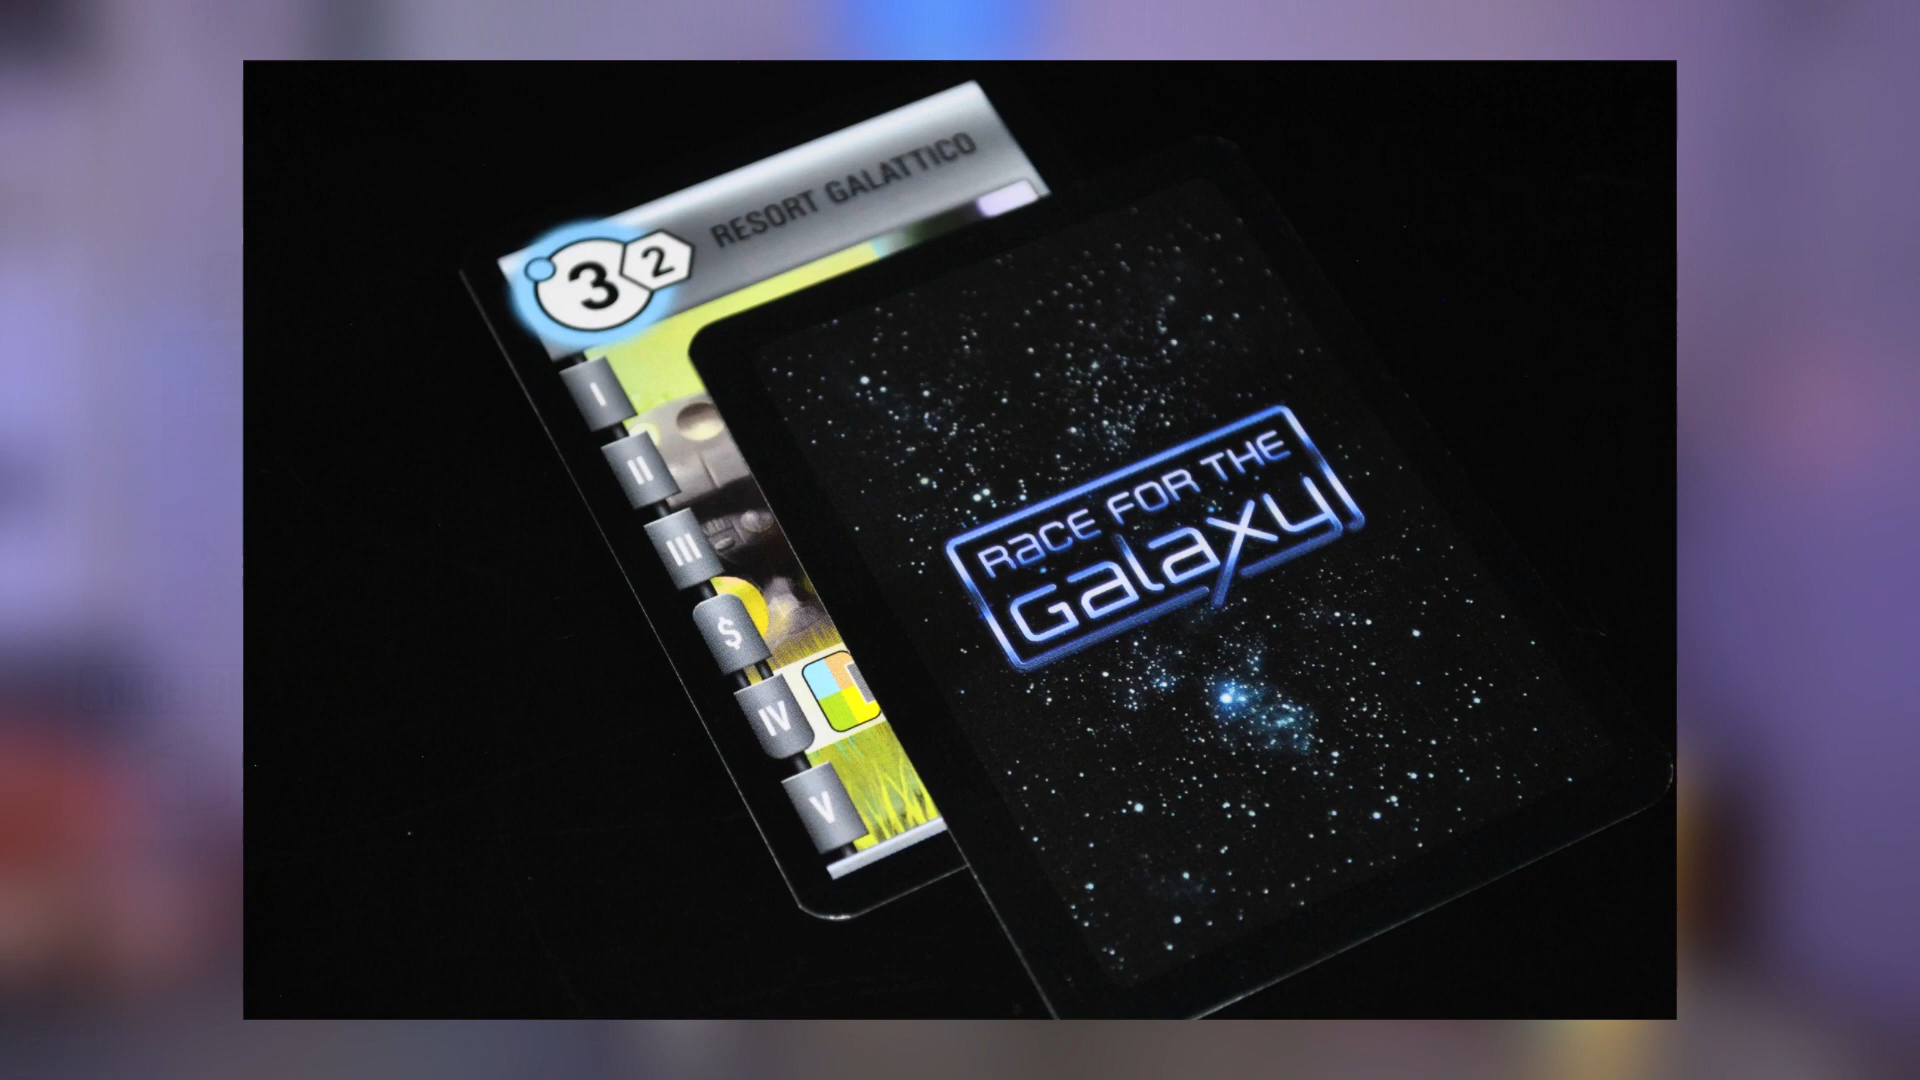 RESORT GALATTICO
3
2
I
II
III
$
IV
V
RACE FOR THE
Galaxy